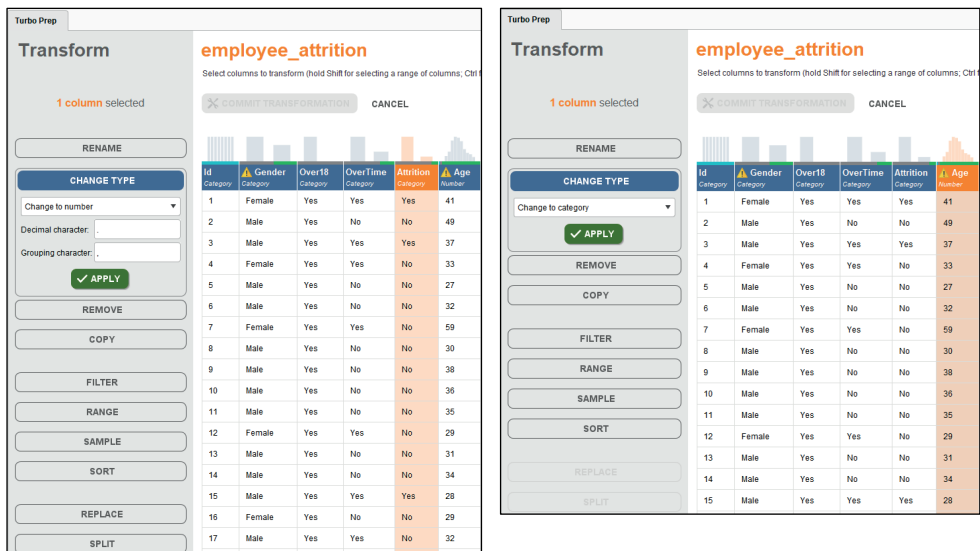 Turbo Prep
Transform
employee_attrition
Select columns to transform (hold Shift for selecting a range of columns; Ctrl f
1 column selected
COMMIT TRANSFORMATION CANCEL
RENAME
CHANGE TYPE
Change to number
Decimal character: .
Grouping character: ,
APPLY
REMOVE
COPY
FILTER
RANGE
SAMPLE
SORT
REPLACE
SPLIT
Id Gender Over18 OverTime Attrition Age
Category Category Category Category Category Number
1 Female Yes Yes Yes 41
2 Male Yes No No 49
3 Male Yes Yes Yes 37
4 Female Yes Yes No 33
5 Male Yes No No 27
6 Male Yes No No 32
7 Female Yes Yes No 59
8 Male Yes No No 30
9 Male Yes No No 38
10 Male Yes No No 36
11 Male Yes No No 35
12 Female Yes Yes No 29
13 Male Yes No No 31
14 Male Yes No No 34
15 Male Yes Yes Yes 28
16 Female Yes No No 29
17 Male Yes No No 32
Turbo Prep
Transform
employee_attrition
Select columns to transform (hold Shift for selecting a range of columns; Ctrl f
1 column selected
COMMIT TRANSFORMATION CANCEL
RENAME
CHANGE TYPE
Change to category
APPLY
REMOVE
COPY
FILTER
RANGE
SAMPLE
SORT
REPLACE
SPLIT
Id Gender Over18 OverTime Attrition Age
Category Category Category Category Category Number
1 Female Yes Yes Yes 41
2 Male Yes No No 49
3 Male Yes Yes Yes 37
4 Female Yes Yes No 33
5 Male Yes No No 27
6 Male Yes No No 32
7 Female Yes Yes No 59
8 Male Yes No No 30
9 Male Yes No No 38
10 Male Yes No No 36
11 Male Yes No No 35
12 Female Yes Yes No 29
13 Male Yes No No 31
14 Male Yes No No 34
15 Male Yes Yes Yes 28